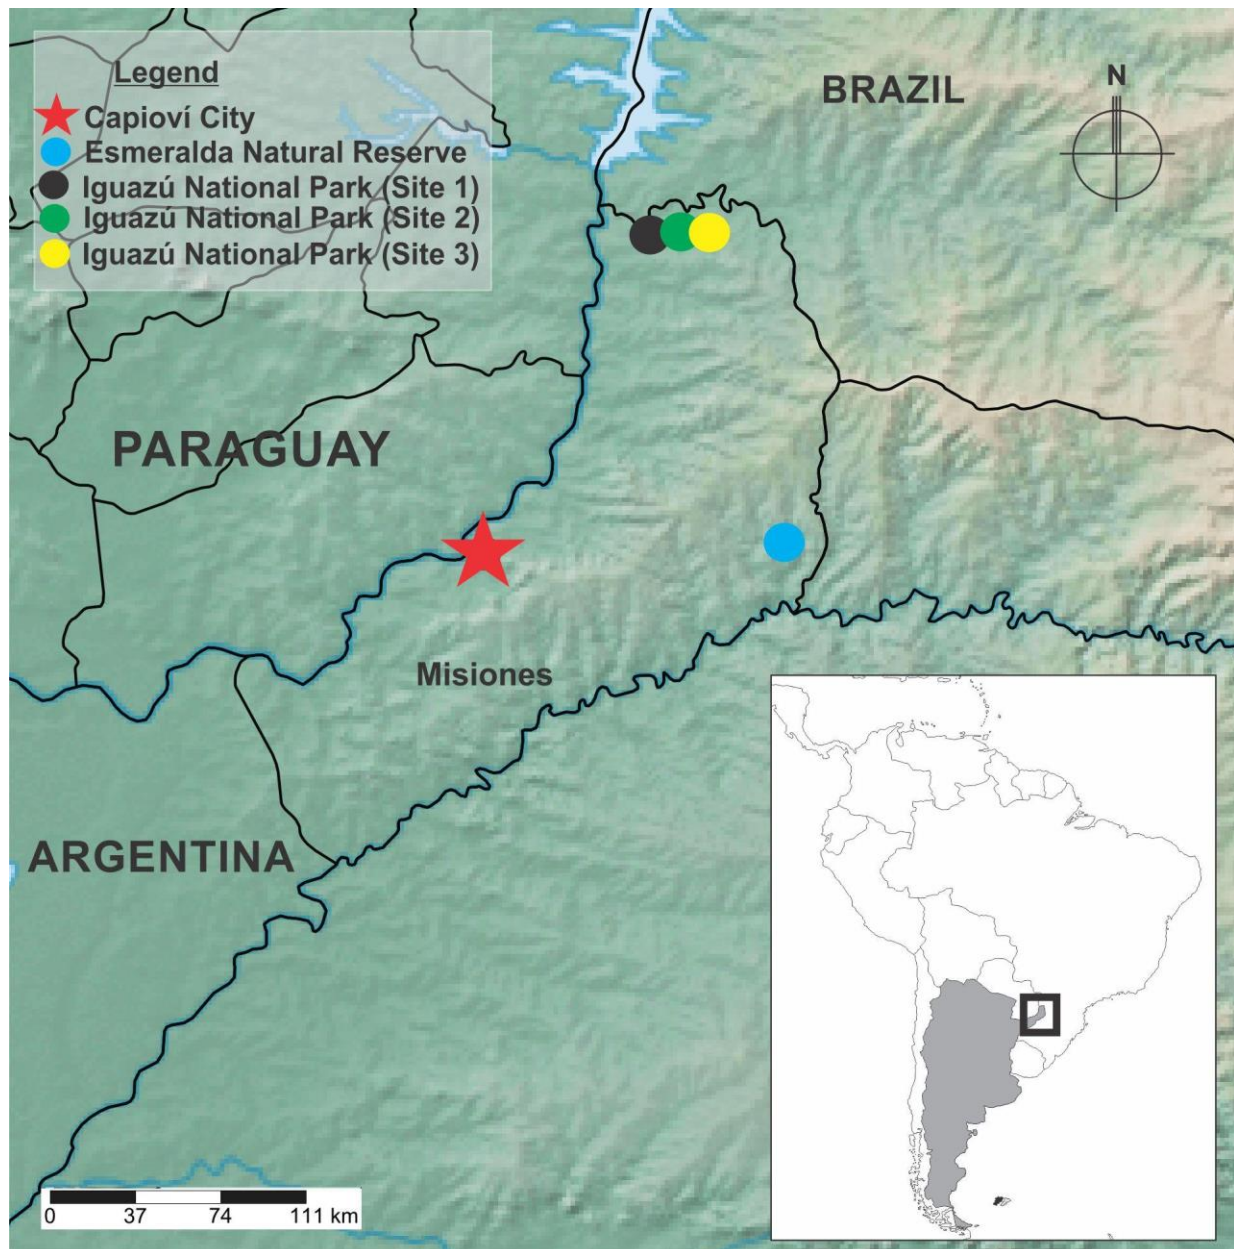 Legend
Capioví City
Esmeralda Natural Reserve
Iguazú National Park (Site 1)
Iguazú National Park (Site 2)
Iguazú National Park (Site 3)
BRAZIL
N
PARAGUAY
Misiones
ARGENTINA
0 37 74 111 km